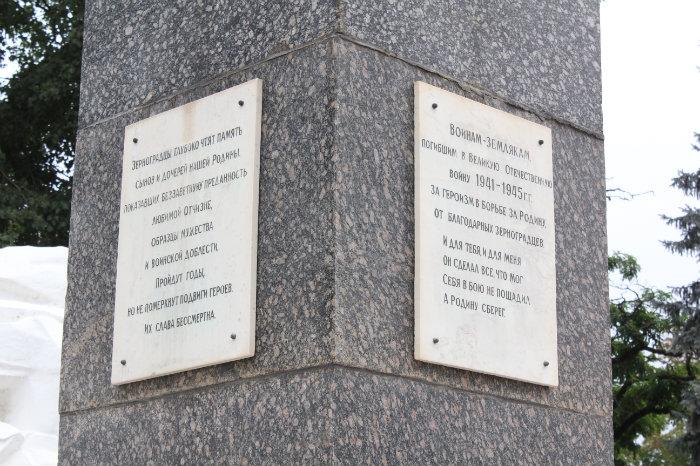 Зерноградцы глубоко чтят память
сынов и дочерей нашей Родины,
показавших беззаветную преданность
любимой Отчизне,
образцы мужества
и воинской доблести.
Пройдут годы,
но не померкнут подвиги героев.
Их слава бессмертна.
Воинам-землякам,
погибшим в Великую Отечественную
войну 1941-1945 гг.
за героизм в борьбе за Родину
от благодарных зерноградцев
И для тебя, и для меня
Он сделал все, что мог
Себя в бою не пощадил
А Родину сберег.